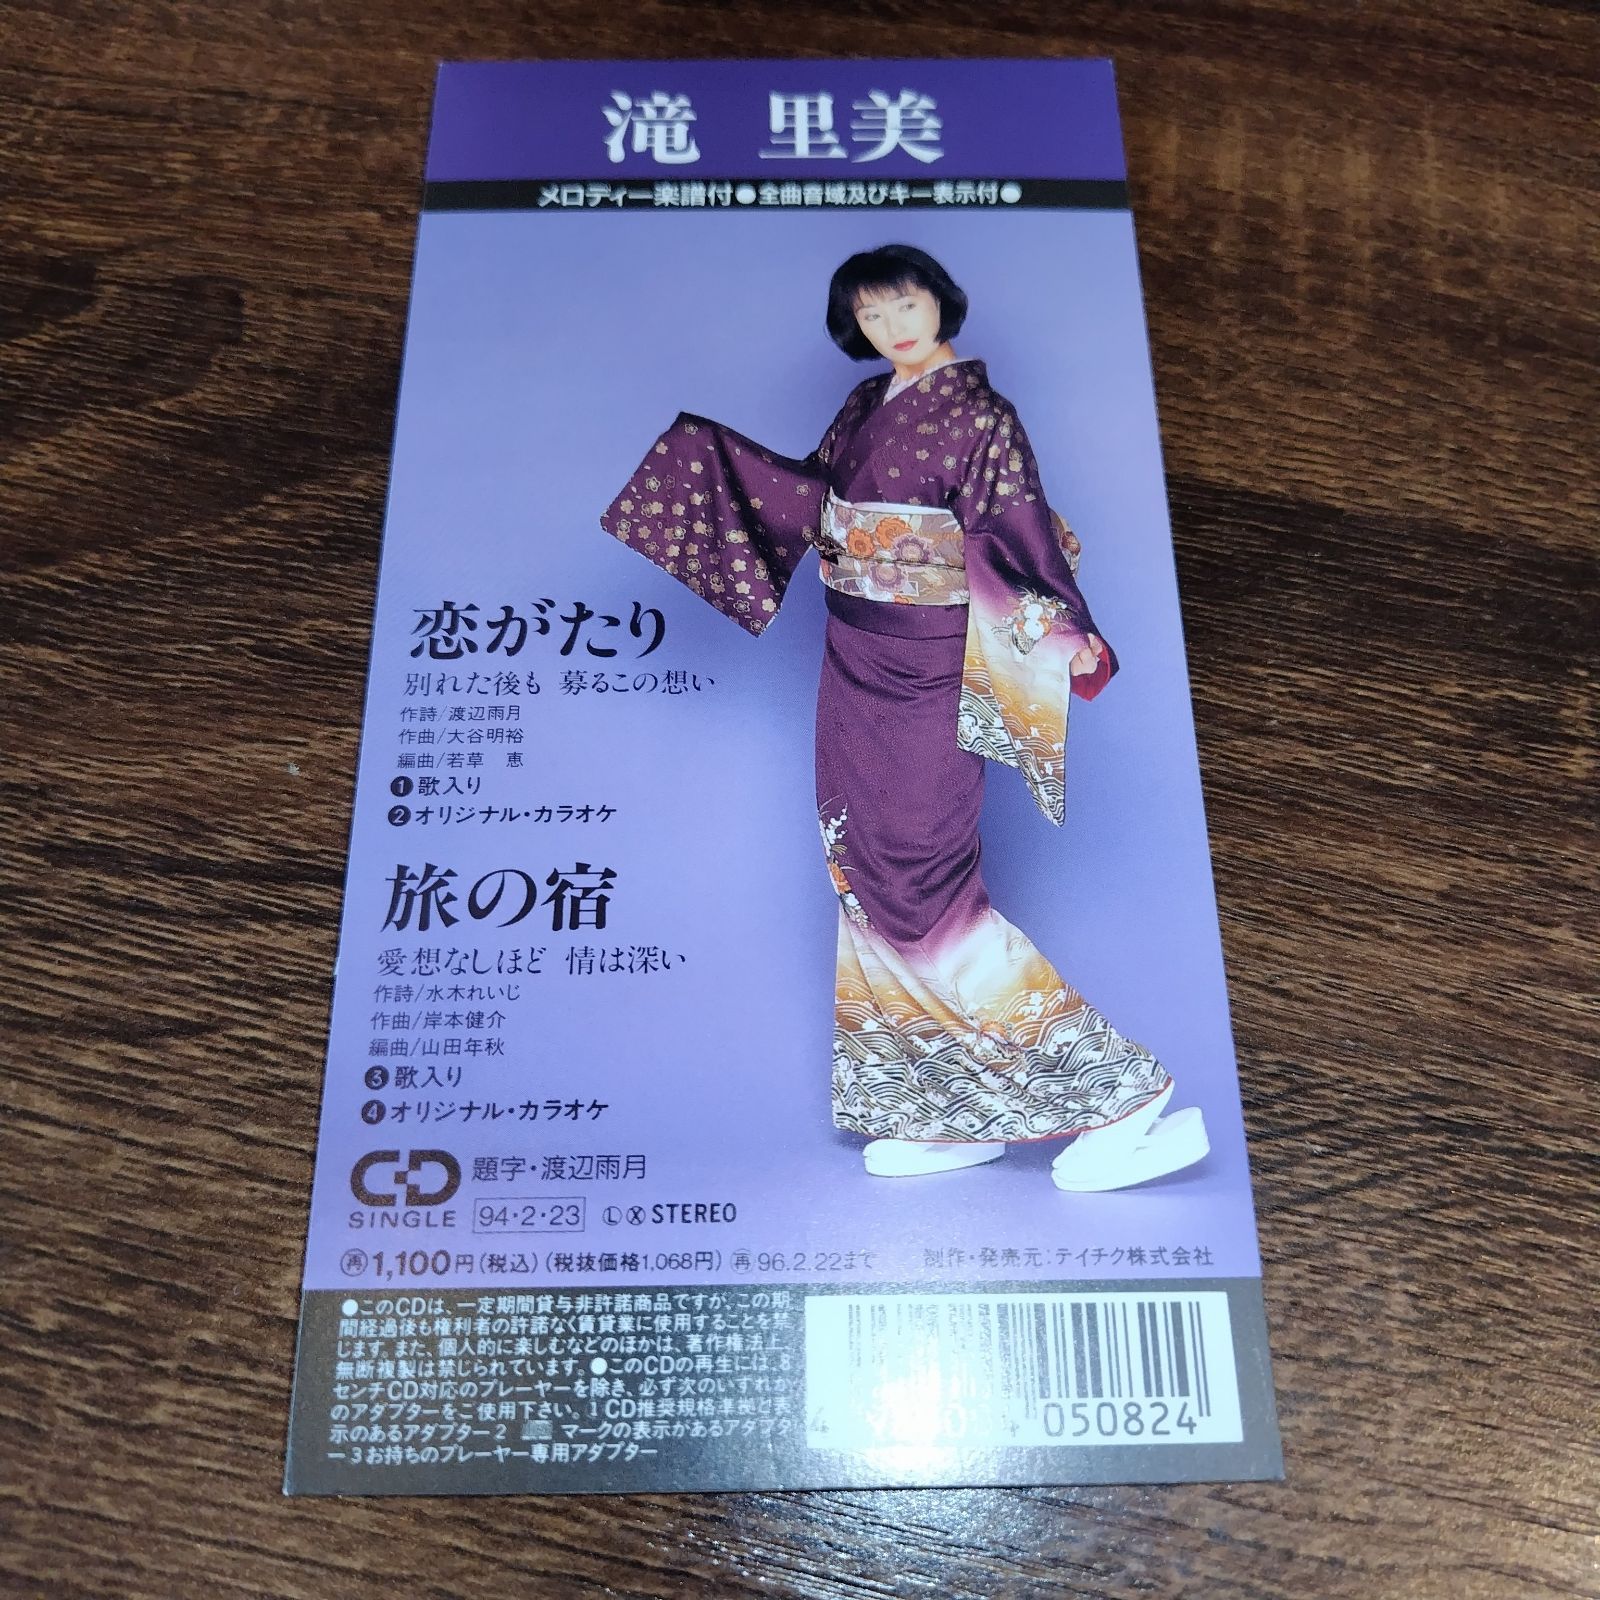 滝 里美
メロディー楽譜付●全曲音域及びキー表示付●
恋がたり
別れた後も 募るこの想い
作詩/渡辺雨月
作曲/大谷明裕
編曲/若草 恵
❶歌入り
❷オリジナル・カラオケ
旅の宿
愛想なしほど 情は深い
作詩/水木れいじ
作曲/岸本健介
編曲/山田年秋
❸歌入り
❹オリジナル・カラオケ
CD SINGLE
題字・渡辺雨月
94・2・23 Ⓛ Ⓧ STEREO
㊢1,100円(税込)(税抜価格1,068円) 再96.2.22まで 制作・発売元:テイチク株式会社
●このCDは、一定期間貸与非許諾商品ですが、この期
間経過後も権利者の許諾なく賃貸業に使用することを禁
じます。また、個人的に楽しむなどのほかは、著作権法上、
無断複製は禁じられています。●このCDの再生には、8
センチCD対応のプレーヤーを除き、必ず次のいずれか
のアダプターをご使用下さい。1 CD推奨規格準拠と表
示のあるアダプター2 マークの表示があるアダプタ
ー3お持ちのプレーヤー専用アダプター
4 050824